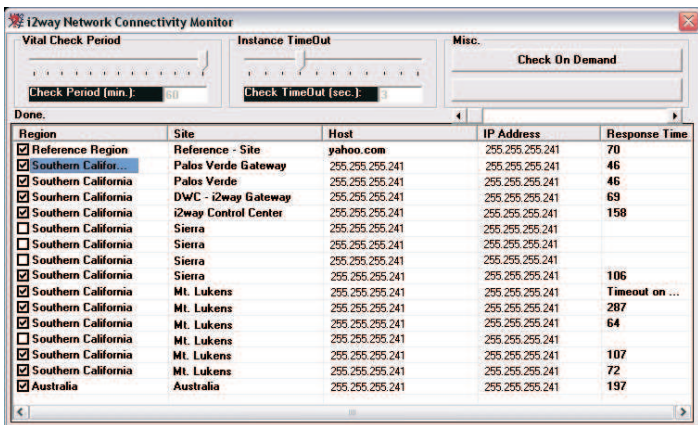 i2way Network Connectivity Monitor
Vital Check Period
Instance TimeOut
Misc.
Check On Demand
Check Period (min.): 60
Check TimeOut (sec.): 3
Done.
Region Site Host IP Address Response Time
Reference Region Reference - Site yahoo.com 255.255.255.241 70
Southern Califor... Palos Verde Gateway 255.255.255.241 255.255.255.241 46
Southern California Palos Verde 255.255.255.241 255.255.255.241 46
Southern California DWC - i2way Gateway 255.255.255.241 255.255.255.241 69
Southern California i2way Control Center 255.255.255.241 255.255.255.241 158
Southern California Sierra 255.255.255.241 255.255.255.241
Southern California Sierra 255.255.255.241 255.255.255.241
Southern California Sierra 255.255.255.241 255.255.255.241
Southern California Sierra 255.255.255.241 255.255.255.241 106
Southern California Mt. Lukens 255.255.255.241 255.255.255.241 Timeout on ...
Southern California Mt. Lukens 255.255.255.241 255.255.255.241 287
Southern California Mt. Lukens 255.255.255.241 255.255.255.241 64
Southern California Mt. Lukens 255.255.255.241 255.255.255.241
Southern California Mt. Lukens 255.255.255.241 255.255.255.241 107
Southern California Mt. Lukens 255.255.255.241 255.255.255.241 72
Australia Australia 255.255.255.241 255.255.255.241 197